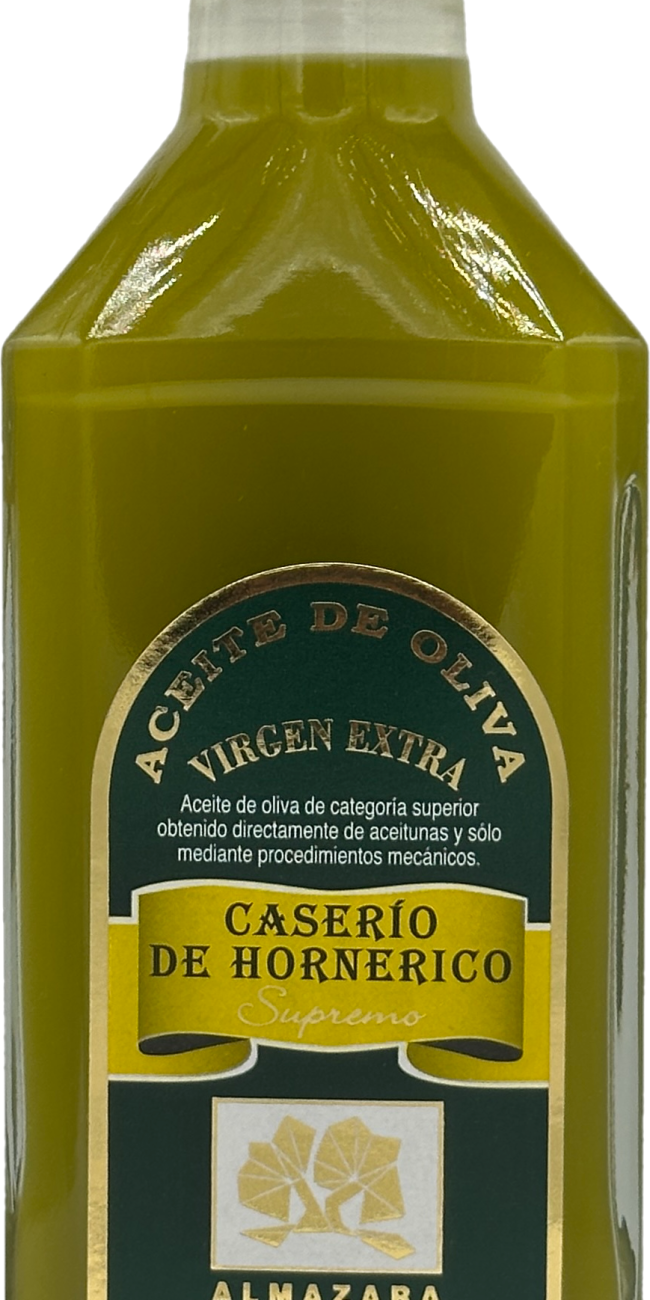 ACEITE DE OLIVA
VIRGEN EXTRA
Aceite de oliva de categoría superior
obtenido directamente de aceitunas y sólo
mediante procedimientos mecánicos.
CASERÍO
DE HORNERICO
Supremo
ALMAZARA